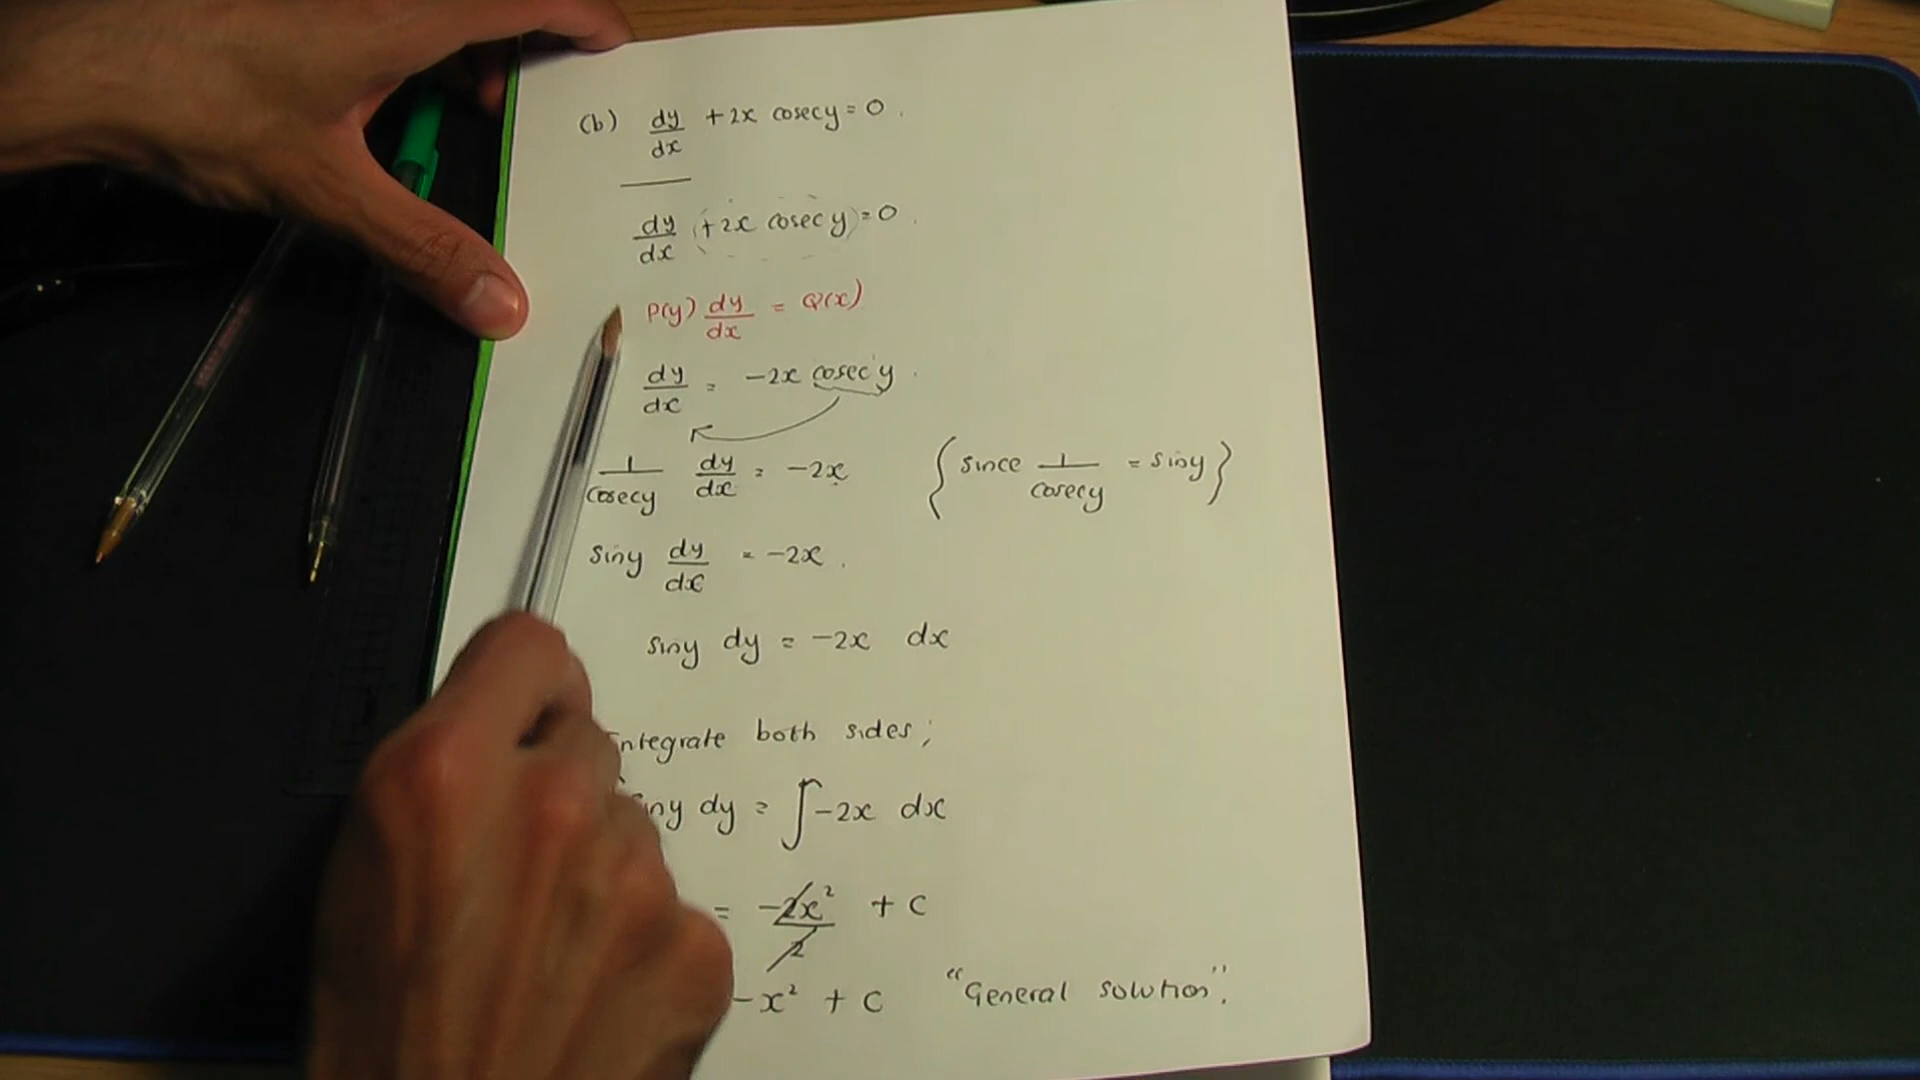 (b) dy/dx + 2x cosecy = 0.
dy/dx (+2x cosec y) = 0.
P(y) dy/dx = Q(x)
dy/dx = -2x cosec y.
1/cosecy dy/dx = -2x {since 1/cosecy = siny}
Siny dy/dx = -2x.
siny dy = -2x dx
ntegrate both sides;
iny dy = ∫-2x dx
= -2x²/2 + C
-x² + C "General solution".